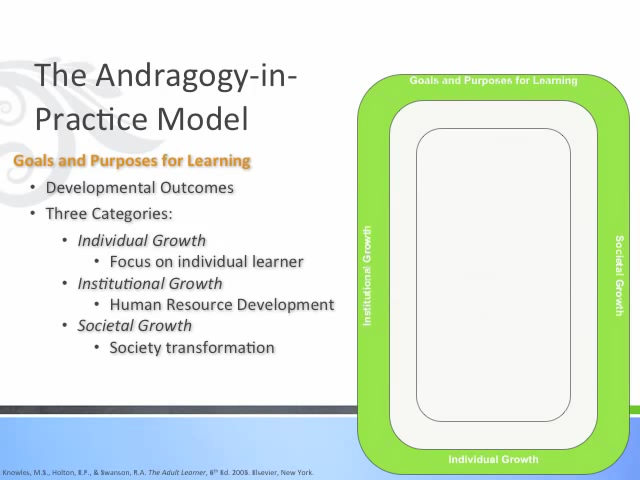 The Andragogy-in-
Practice Model
Goals and Purposes for Learning
• Developmental Outcomes
• Three Categories:
• Individual Growth
• Focus on individual learner
• Institutional Growth
• Human Resource Development
• Societal Growth
• Society transformation
Goals and Purposes for Learning
Institutional Growth
Societal Growth
Individual Growth
Knowles, M.S., Holton, E.F., & Swanson, R.A. The Adult Learner, 6th Ed. 2005. Elsevier, New York.